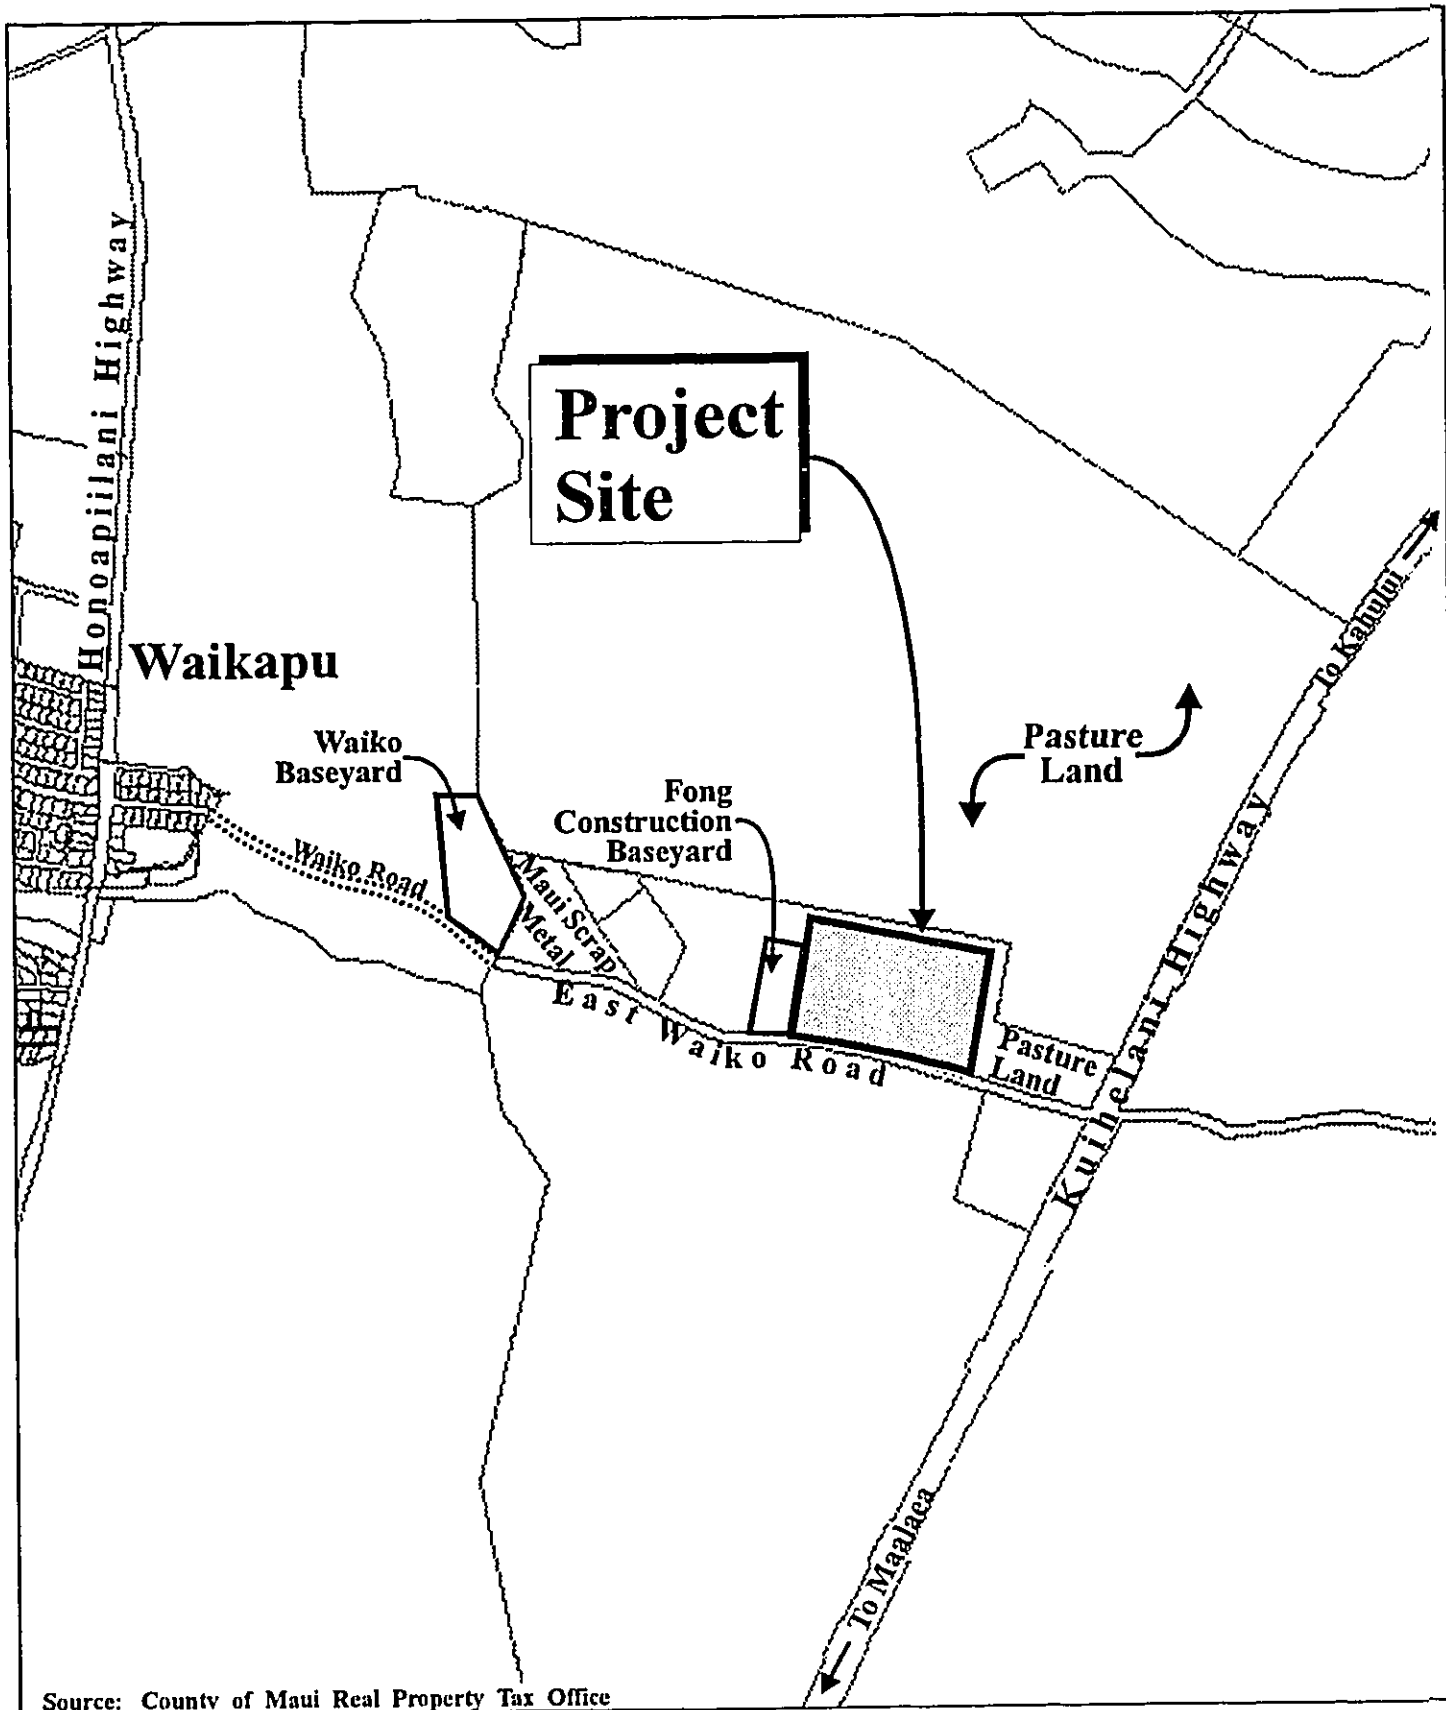 Honoapiilani Highway
Project
Site
To Kahului
Waikapu
Waiko
Baseyard
Pasture
Land
Fong
Construction
Baseyard
Waiko Road
Maui Scrap
Metal
East Waiko Road
Pasture
Land
Kuihelani Highway
To Maalaea
Source: County of Maui Real Property Tax Office